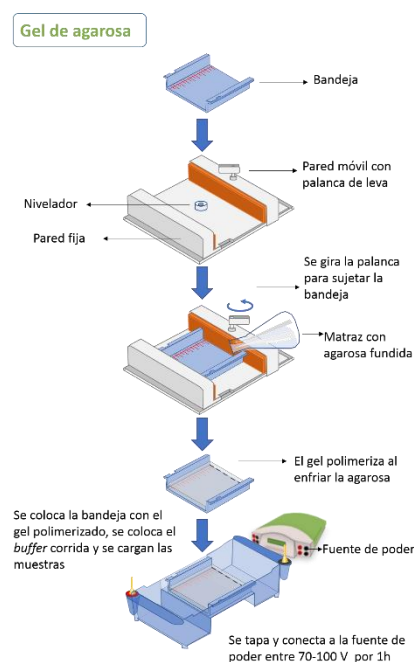 Gel de agarosa
Bandeja
Pared móvil con
palanca de leva
Nivelador
Pared fija
Se gira la palanca
para sujetar la
bandeja
Matraz con
agarosa fundida
El gel polimeriza al
enfriar la agarosa
Se coloca la bandeja con el
gel polimerizado, se coloca el
buffer corrida y se cargan las
muestras
Fuente de poder
Se tapa y conecta a la fuente de
poder entre 70-100 V por 1h